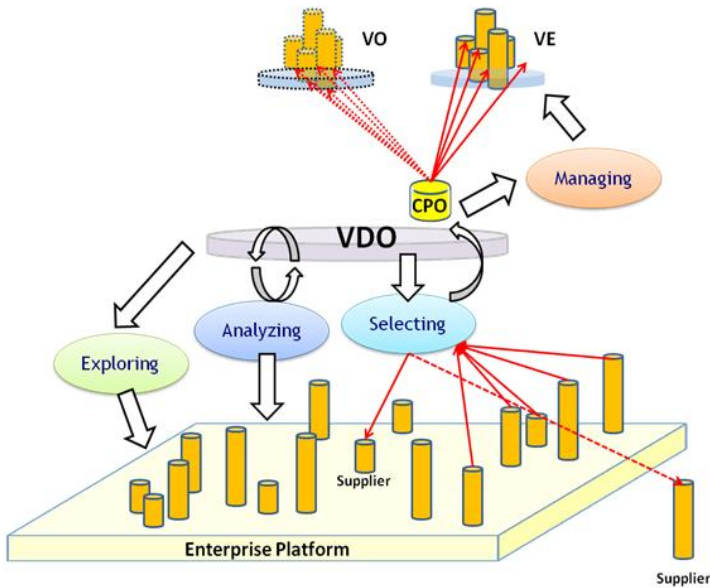 VO
VE
Managing
CPO
VDO
Analyzing
Selecting
Exploring
Supplier
Enterprise Platform
Supplier